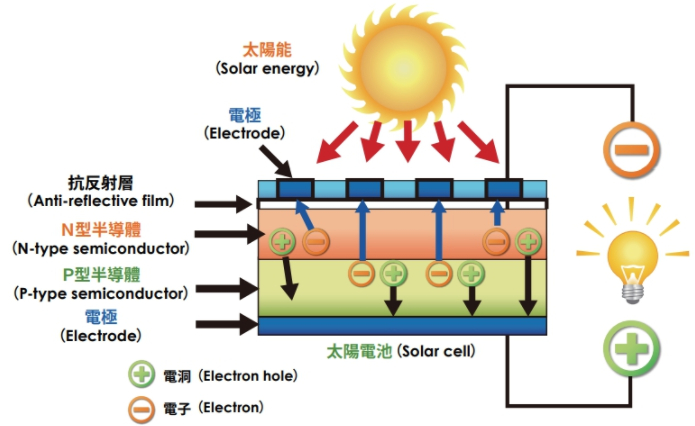 太陽能
(Solar energy)
電極
(Electrode)
抗反射層
(Anti-reflective film)
N型半導體
(N-type semiconductor)
P型半導體
(P-type semiconductor)
電極
(Electrode)
太陽電池 (Solar cell)
電洞 (Electron hole)
電子 (Electron)